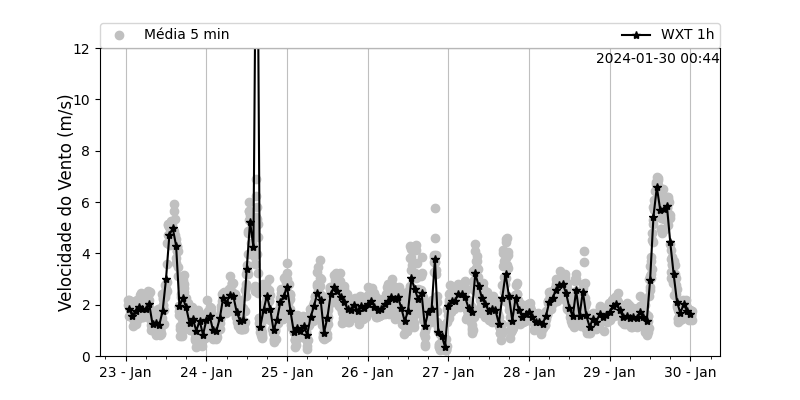 Média 5 min
WXT 1h
2024-01-30 00:44
Velocidade do Vento (m/s)
12
10
8
6
4
2
0
23 - Jan
24 - Jan
25 - Jan
26 - Jan
27 - Jan
28 - Jan
29 - Jan
30 - Jan